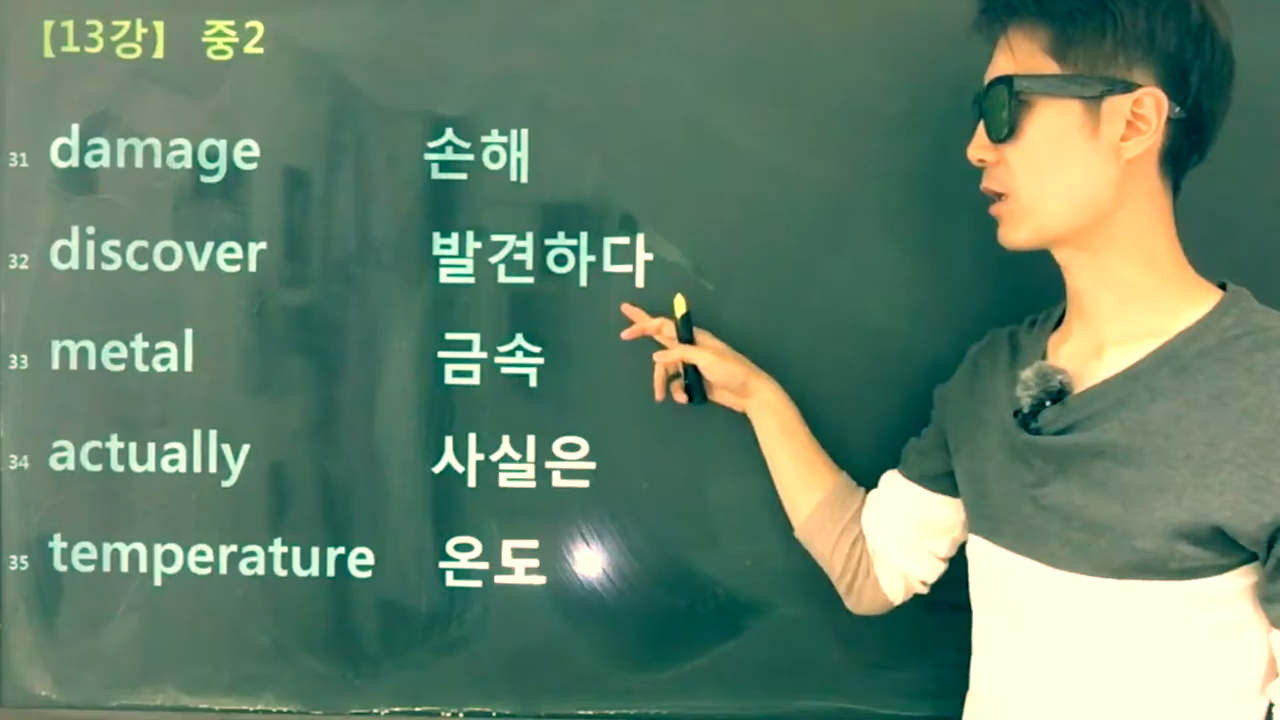 【13강】 중2
31 damage 손해
32 discover 발견하다
33 metal 금속
34 actually 사실은
35 temperature 온도